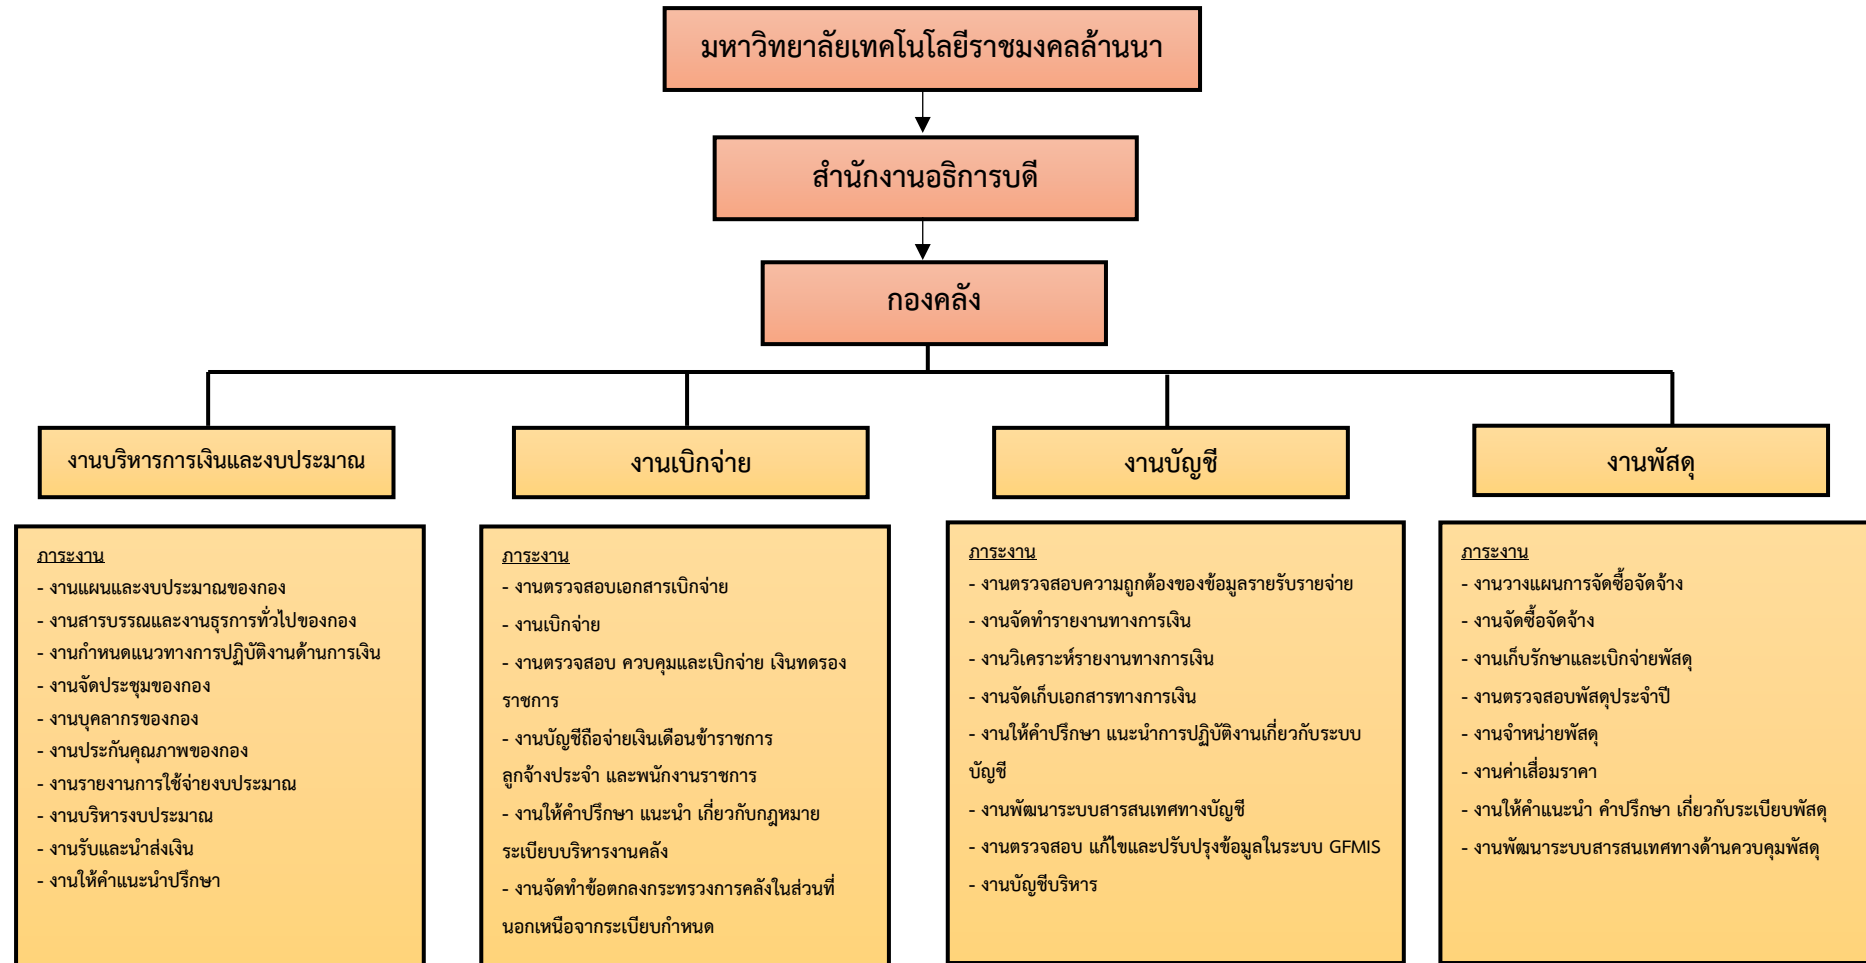 มหาวิทยาลัยเทคโนโลยีราชมงคลล้านนา
สำนักงานอธิการบดี
กองคลัง
งานบริหารการเงินและงบประมาณ
งานเบิกจ่าย
งานบัญชี
งานพัสดุ
ภาระงาน
- งานแผนและงบประมาณของกอง
- งานสารบรรณและงานธุรการทั่วไปของกอง
- งานกำหนดแนวทางการปฏิบัติงานด้านการเงิน
- งานจัดประชุมของกอง
- งานบุคลากรของกอง
- งานประกันคุณภาพของกอง
- งานรายงานการใช้จ่ายงบประมาณ
- งานบริหารงบประมาณ
- งานรับและนำส่งเงิน
- งานให้คำแนะนำปรึกษา
ภาระงาน
- งานตรวจสอบเอกสารเบิกจ่าย
- งานเบิกจ่าย
- งานตรวจสอบ ควบคุมและเบิกจ่าย เงินทดรอง
ราชการ
- งานบัญชีถือจ่ายเงินเดือนข้าราชการ
ลูกจ้างประจำ และพนักงานราชการ
- งานให้คำปรึกษา แนะนำ เกี่ยวกับกฎหมาย
ระเบียบบริหารงานคลัง
- งานจัดทำข้อตกลงกระทรวงการคลังในส่วนที่
นอกเหนือจากระเบียบกำหนด
ภาระงาน
- งานตรวจสอบความถูกต้องของข้อมูลรายรับรายจ่าย
- งานจัดทำรายงานทางการเงิน
- งานวิเคราะห์รายงานทางการเงิน
- งานจัดเก็บเอกสารทางการเงิน
- งานให้คำปรึกษา แนะนำการปฏิบัติงานเกี่ยวกับระบบ
บัญชี
- งานพัฒนาระบบสารสนเทศทางบัญชี
- งานตรวจสอบ แก้ไขและปรับปรุงข้อมูลในระบบ GFMIS
- งานบัญชีบริหาร
ภาระงาน
- งานวางแผนการจัดซื้อจัดจ้าง
- งานจัดซื้อจัดจ้าง
- งานเก็บรักษาและเบิกจ่ายพัสดุ
- งานตรวจสอบพัสดุประจำปี
- งานจำหน่ายพัสดุ
- งานค่าเสื่อมราคา
- งานให้คำแนะนำ คำปรึกษา เกี่ยวกับระเบียบพัสดุ
- งานพัฒนาระบบสารสนเทศทางด้านควบคุมพัสดุ